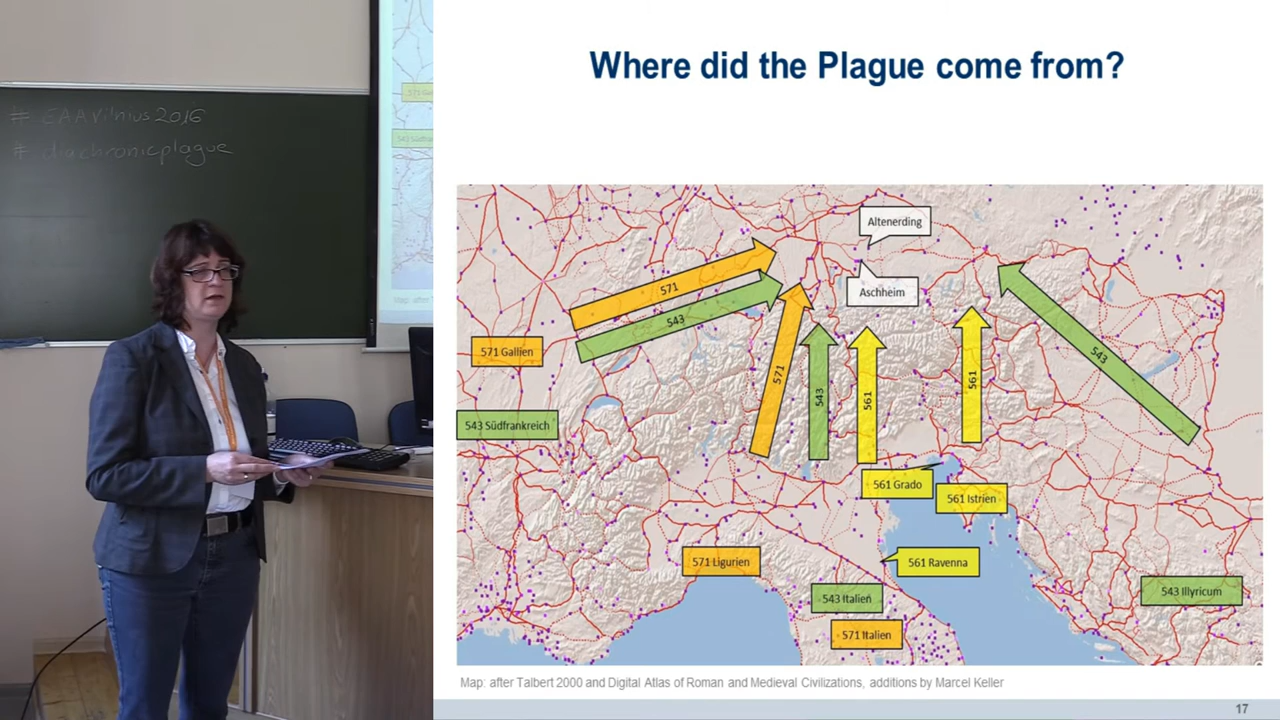 # EAAVilnius2016
# diachronicplague
Where did the Plague come from?
Altenerding
Aschheim
571
543
571
543
561
561
543
571 Gallien
543 Südfrankreich
561 Grado
561 Istrien
571 Ligurien
561 Ravenna
543 Italien
571 Italien
543 Illyricum
Map: after Talbert 2000 and Digital Atlas of Roman and Medieval Civilizations, additions by Marcel Keller
17